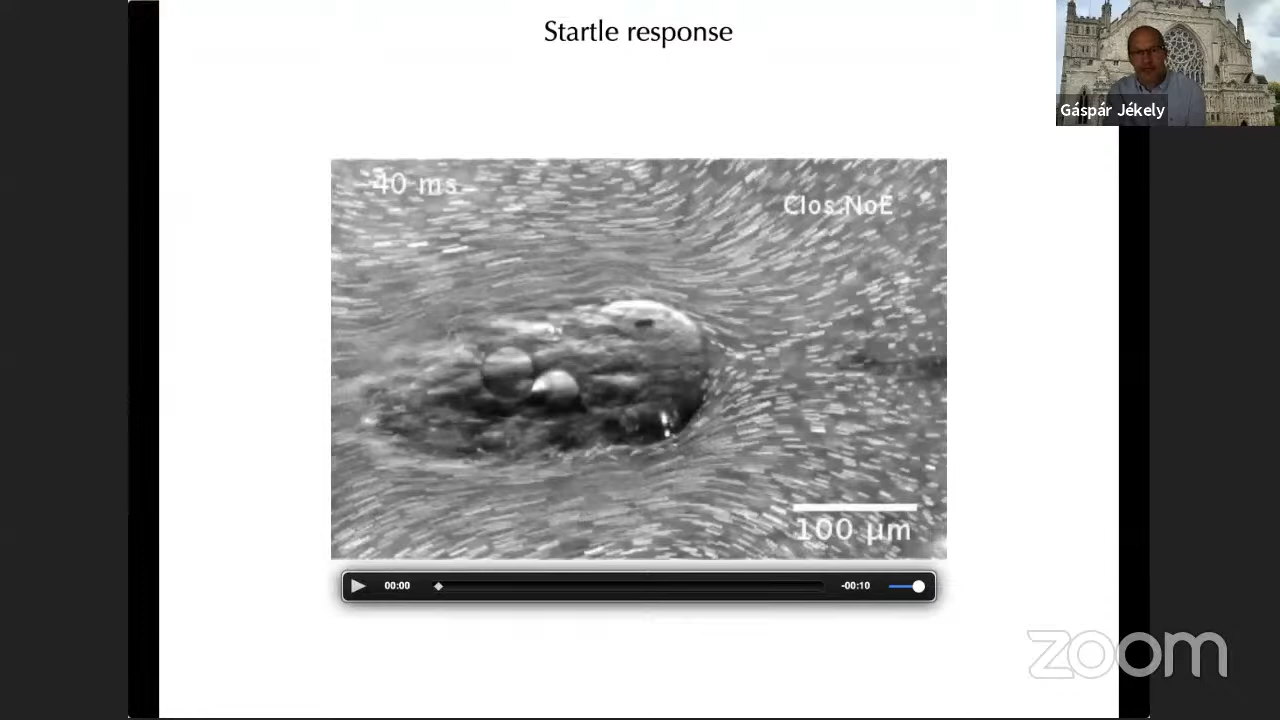 Startle response
Gáspár Jékely
-40 ms
Clos:NoE
100 µm
00:00
-00:10
zoom